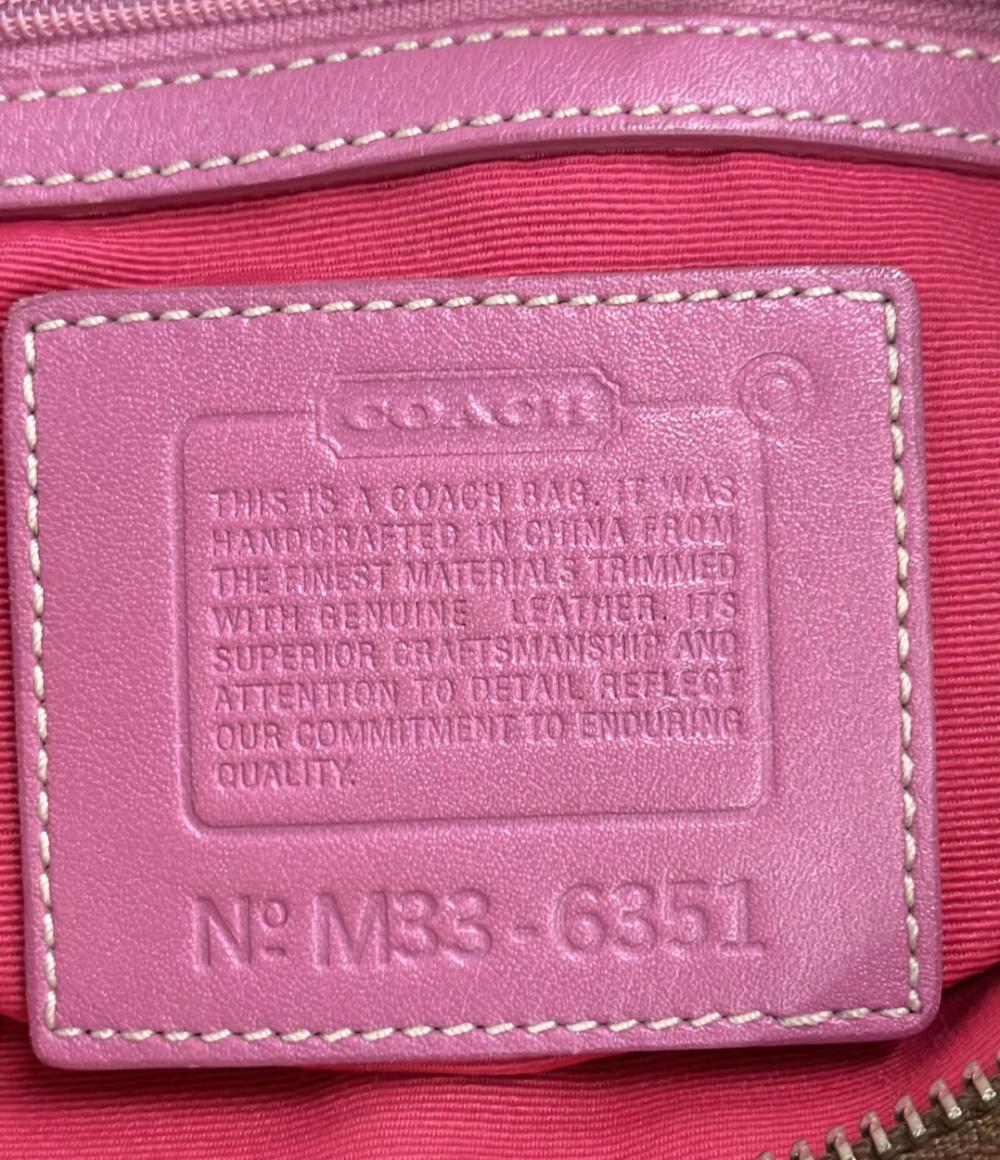 COACH
THIS IS A COACH BAG. IT WAS
HANDCRAFTED IN CHINA FROM
THE FINEST MATERIALS TRIMMED
WITH GENUINE LEATHER. ITS
SUPERIOR CRAFTSMANSHIP AND
ATTENTION TO DETAIL REFLECT
OUR COMMITMENT TO ENDURING
QUALITY.
Nº M33-6351